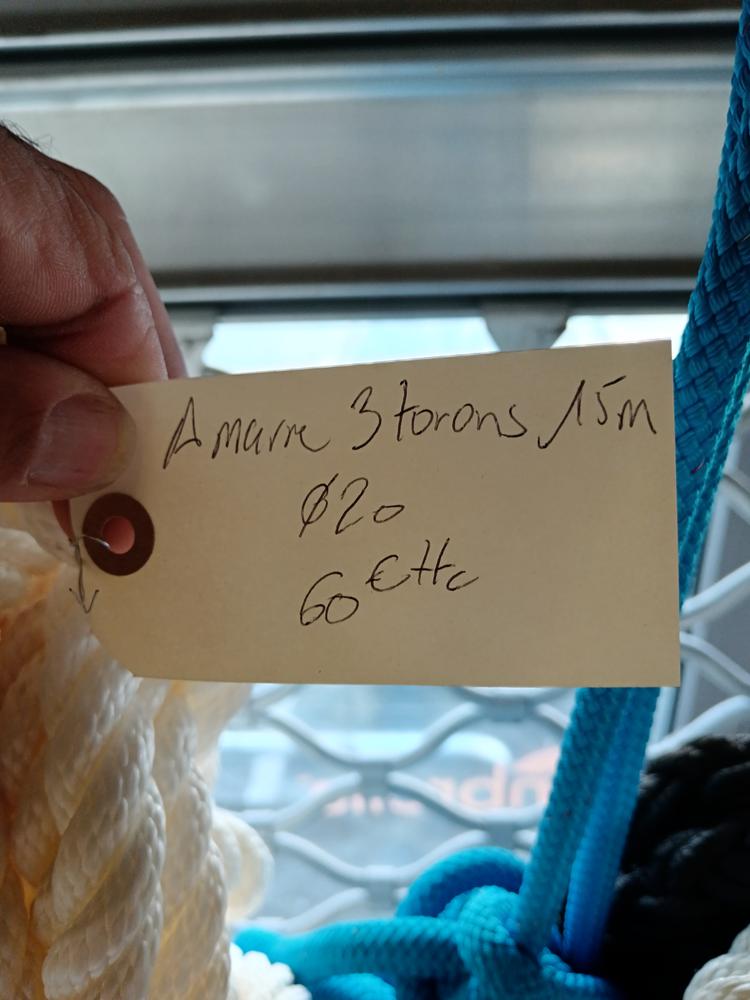 Amarre 3 torons 15m
Ø20
60 € ttc